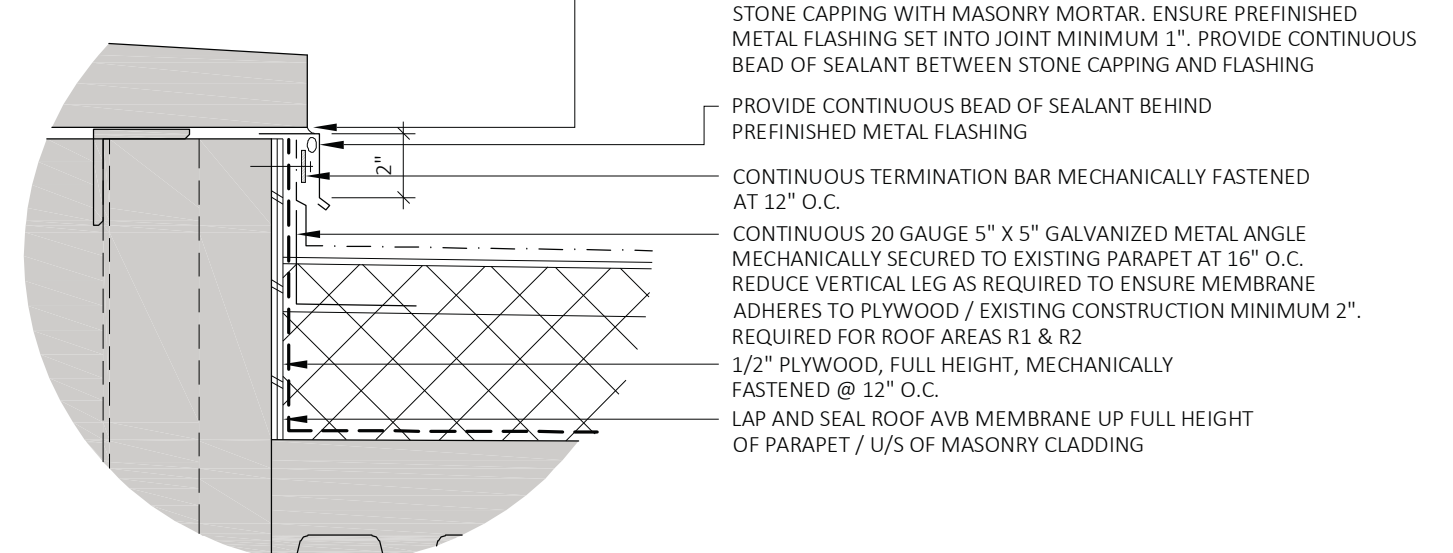 STONE CAPPING WITH MASONRY MORTAR. ENSURE PREFINISHED
METAL FLASHING SET INTO JOINT MINIMUM 1". PROVIDE CONTINUOUS
BEAD OF SEALANT BETWEEN STONE CAPPING AND FLASHING
PROVIDE CONTINUOUS BEAD OF SEALANT BEHIND
PREFINISHED METAL FLASHING
2"
CONTINUOUS TERMINATION BAR MECHANICALLY FASTENED
AT 12" O.C.
CONTINUOUS 20 GAUGE 5" X 5" GALVANIZED METAL ANGLE
MECHANICALLY SECURED TO EXISTING PARAPET AT 16" O.C.
REDUCE VERTICAL LEG AS REQUIRED TO ENSURE MEMBRANE
ADHERES TO PLYWOOD / EXISTING CONSTRUCTION MINIMUM 2".
REQUIRED FOR ROOF AREAS R1 & R2
1/2" PLYWOOD, FULL HEIGHT, MECHANICALLY
FASTENED @ 12" O.C.
LAP AND SEAL ROOF AVB MEMBRANE UP FULL HEIGHT
OF PARAPET / U/S OF MASONRY CLADDING